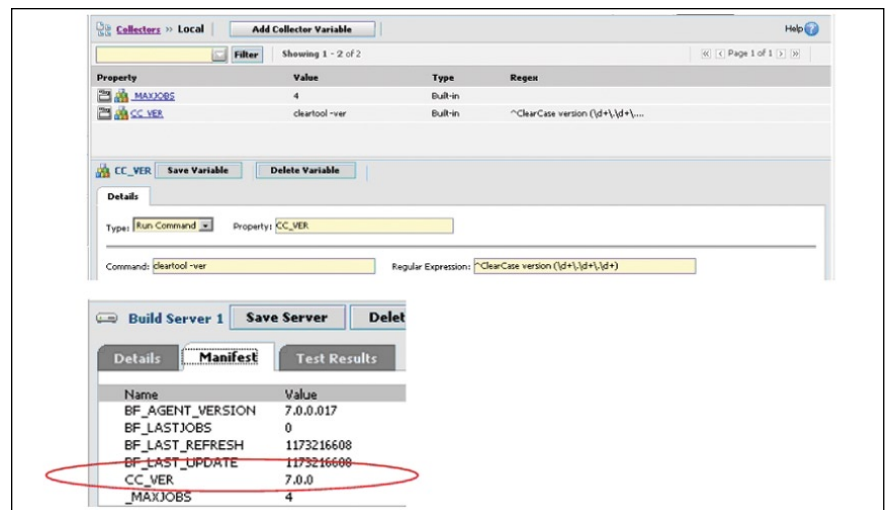 Collectors » Local Add Collector Variable Help
Filter Showing 1 - 2 of 2 Page 1 of 1
Property Value Type Regex
_MAXJOBS 4 Built-in
CC_VER cleartool -ver Built-in ^ClearCase version (\d+\.\d+\....
CC_VER Save Variable Delete Variable
Details
Type: Run Command Property: CC_VER
Command: cleartool -ver Regular Expression: ^ClearCase version (\d+\.\d+\.\d+)
Build Server 1 Save Server Delet
Details Manifest Test Results
Name Value
BF_AGENT_VERSION 7.0.0.017
BF_LASTJOBS 0
BF_LAST_REFRESH 1173216608
BF_LAST_UPDATE 1173216608
CC_VER 7.0.0
_MAXJOBS 4